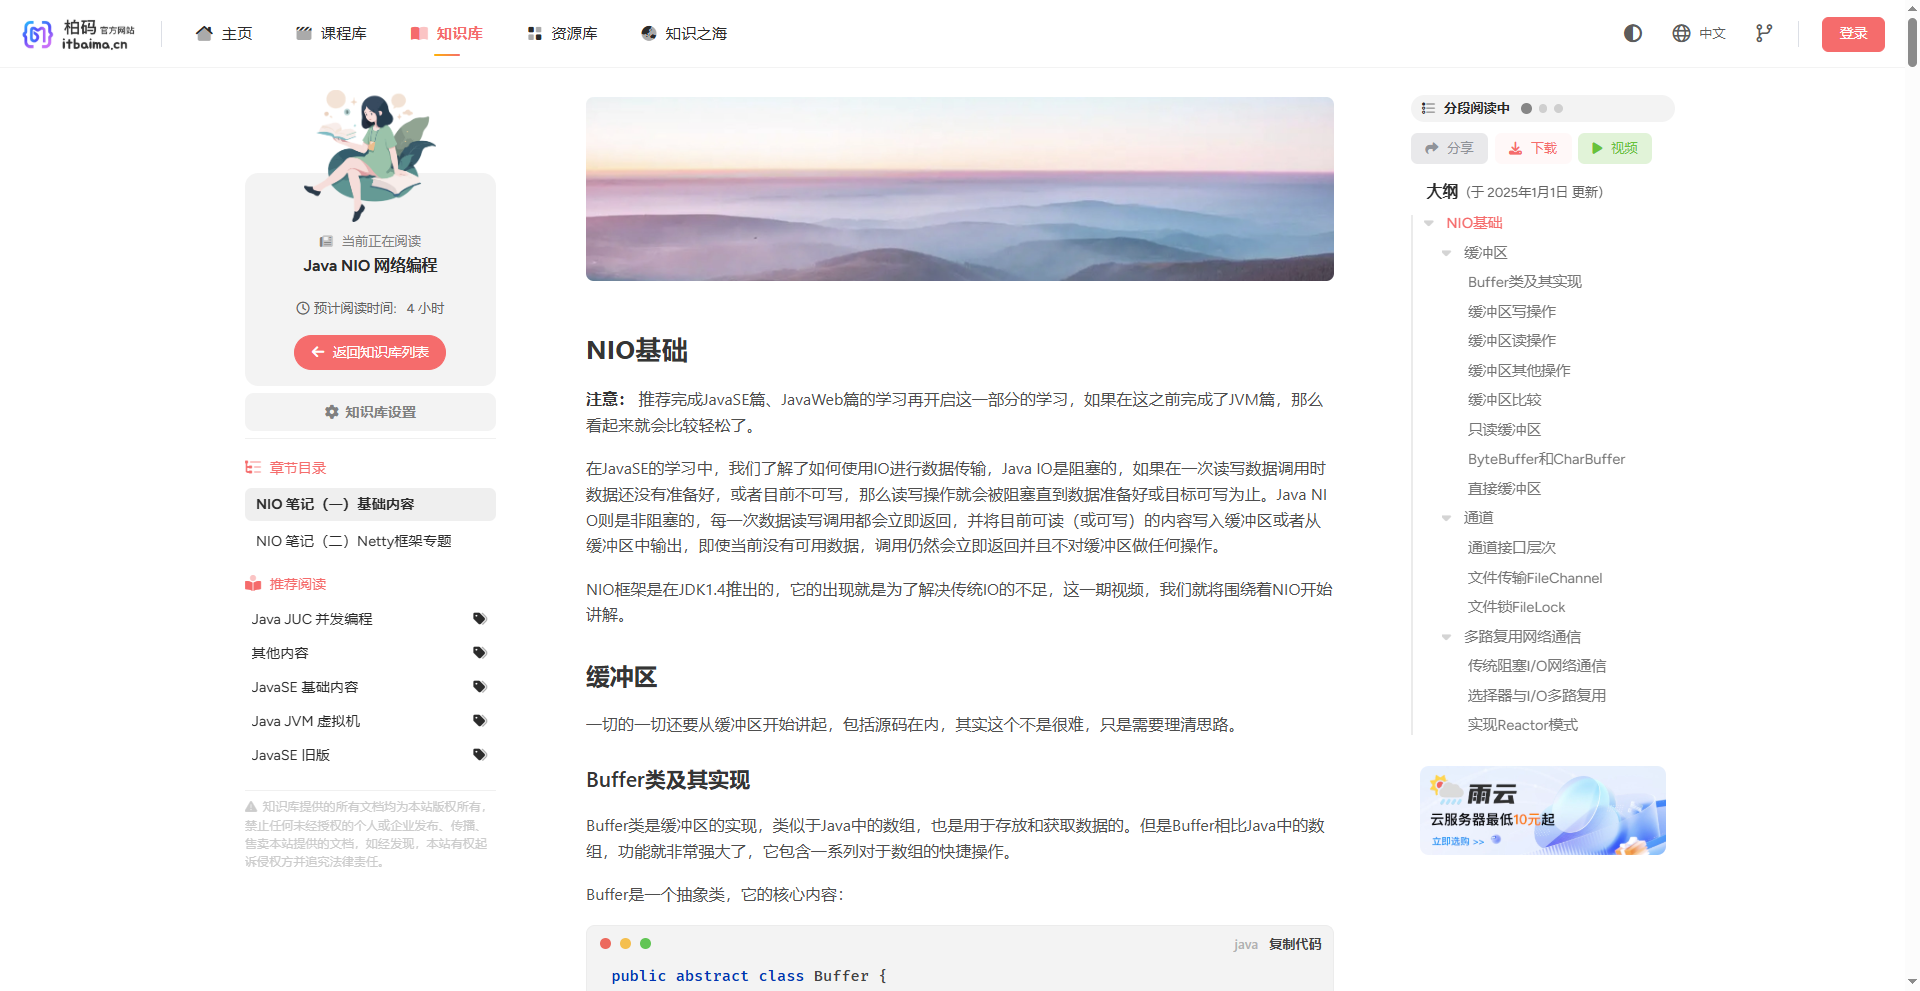 柏码 官方网站
itbaima.cn
主页
课程库
知识库
资源库
知识之海
中文
登录
当前正在阅读
Java NIO 网络编程
预计阅读时间: 4 小时
返回知识库列表
知识库设置
章节目录
NIO 笔记（一）基础内容
NIO 笔记（二）Netty框架专题
推荐阅读
Java JUC 并发编程
其他内容
JavaSE 基础内容
Java JVM 虚拟机
JavaSE 旧版
知识库提供的所有文档均为本站版权所有，
禁止任何未经授权的个人或企业发布、传播、
售卖本站提供的文档，如经发现，本站有权起
诉侵权方并追究法律责任。
NIO基础
注意： 推荐完成JavaSE篇、JavaWeb篇的学习再开启这一部分的学习，如果在这之前完成了JVM篇，那么
看起来就会比较轻松了。
在JavaSE的学习中，我们了解了如何使用IO进行数据传输，Java IO是阻塞的，如果在一次读写数据调用时
数据还没有准备好，或者目前不可写，那么读写操作就会被阻塞直到数据准备好或目标可写为止。Java NI
O则是非阻塞的，每一次数据读写调用都会立即返回，并将目前可读（或可写）的内容写入缓冲区或者从
缓冲区中输出，即使当前没有可用数据，调用仍然会立即返回并且不对缓冲区做任何操作。
NIO框架是在JDK1.4推出的，它的出现就是为了解决传统IO的不足，这一期视频，我们就将围绕着NIO开始
讲解。
缓冲区
一切的一切还要从缓冲区开始讲起，包括源码在内，其实这个不是很难，只是需要理清思路。
Buffer类及其实现
Buffer类是缓冲区的实现，类似于Java中的数组，也是用于存放和获取数据的。但是Buffer相比Java中的数
组，功能就非常强大了，它包含一系列对于数组的快捷操作。
Buffer是一个抽象类，它的核心内容：
java 复制代码
public abstract class Buffer {
分段阅读中
分享
下载
视频
大纲（于 2025年1月1日 更新）
NIO基础
缓冲区
Buffer类及其实现
缓冲区写操作
缓冲区读操作
缓冲区其他操作
缓冲区比较
只读缓冲区
ByteBuffer和CharBuffer
直接缓冲区
通道
通道接口层次
文件传输FileChannel
文件锁FileLock
多路复用网络通信
传统阻塞I/O网络通信
选择器与I/O多路复用
实现Reactor模式
雨云
云服务器最低10元起
立即选购 >>